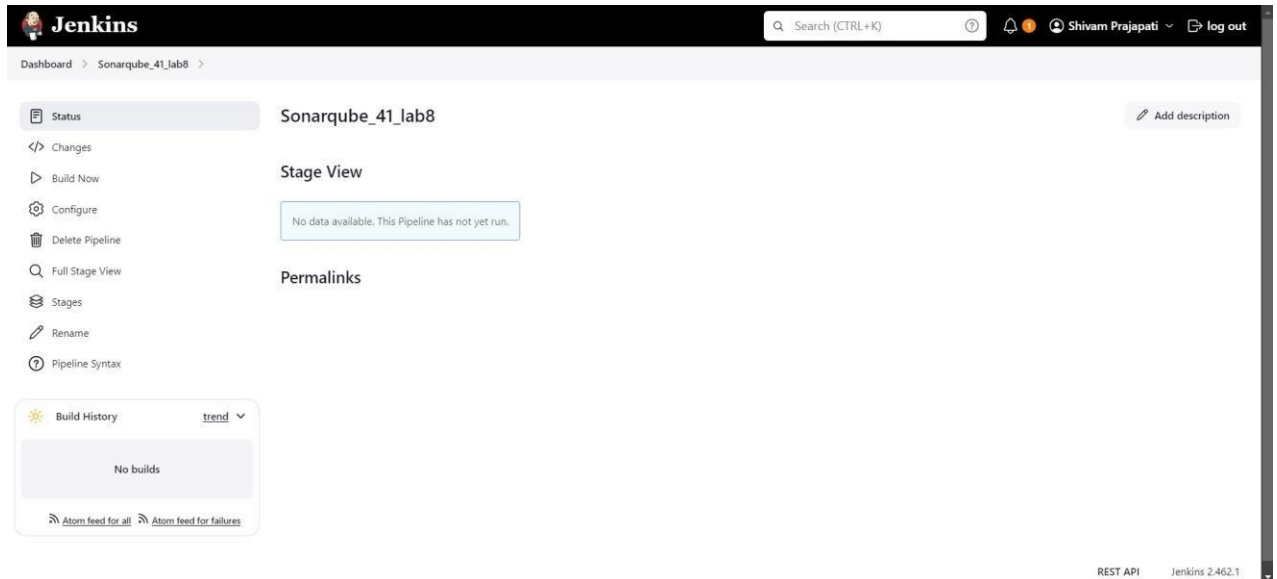 Jenkins
Search (CTRL+K)
1
Shivam Prajapati
log out
Dashboard > Sonarqube_41_lab8 >
Status
Changes
Build Now
Configure
Delete Pipeline
Full Stage View
Stages
Rename
Pipeline Syntax
Build History trend
No builds
Atom feed for all Atom feed for failures
Sonarqube_41_lab8
Add description
Stage View
No data available. This Pipeline has not yet run.
Permalinks
REST API Jenkins 2.462.1